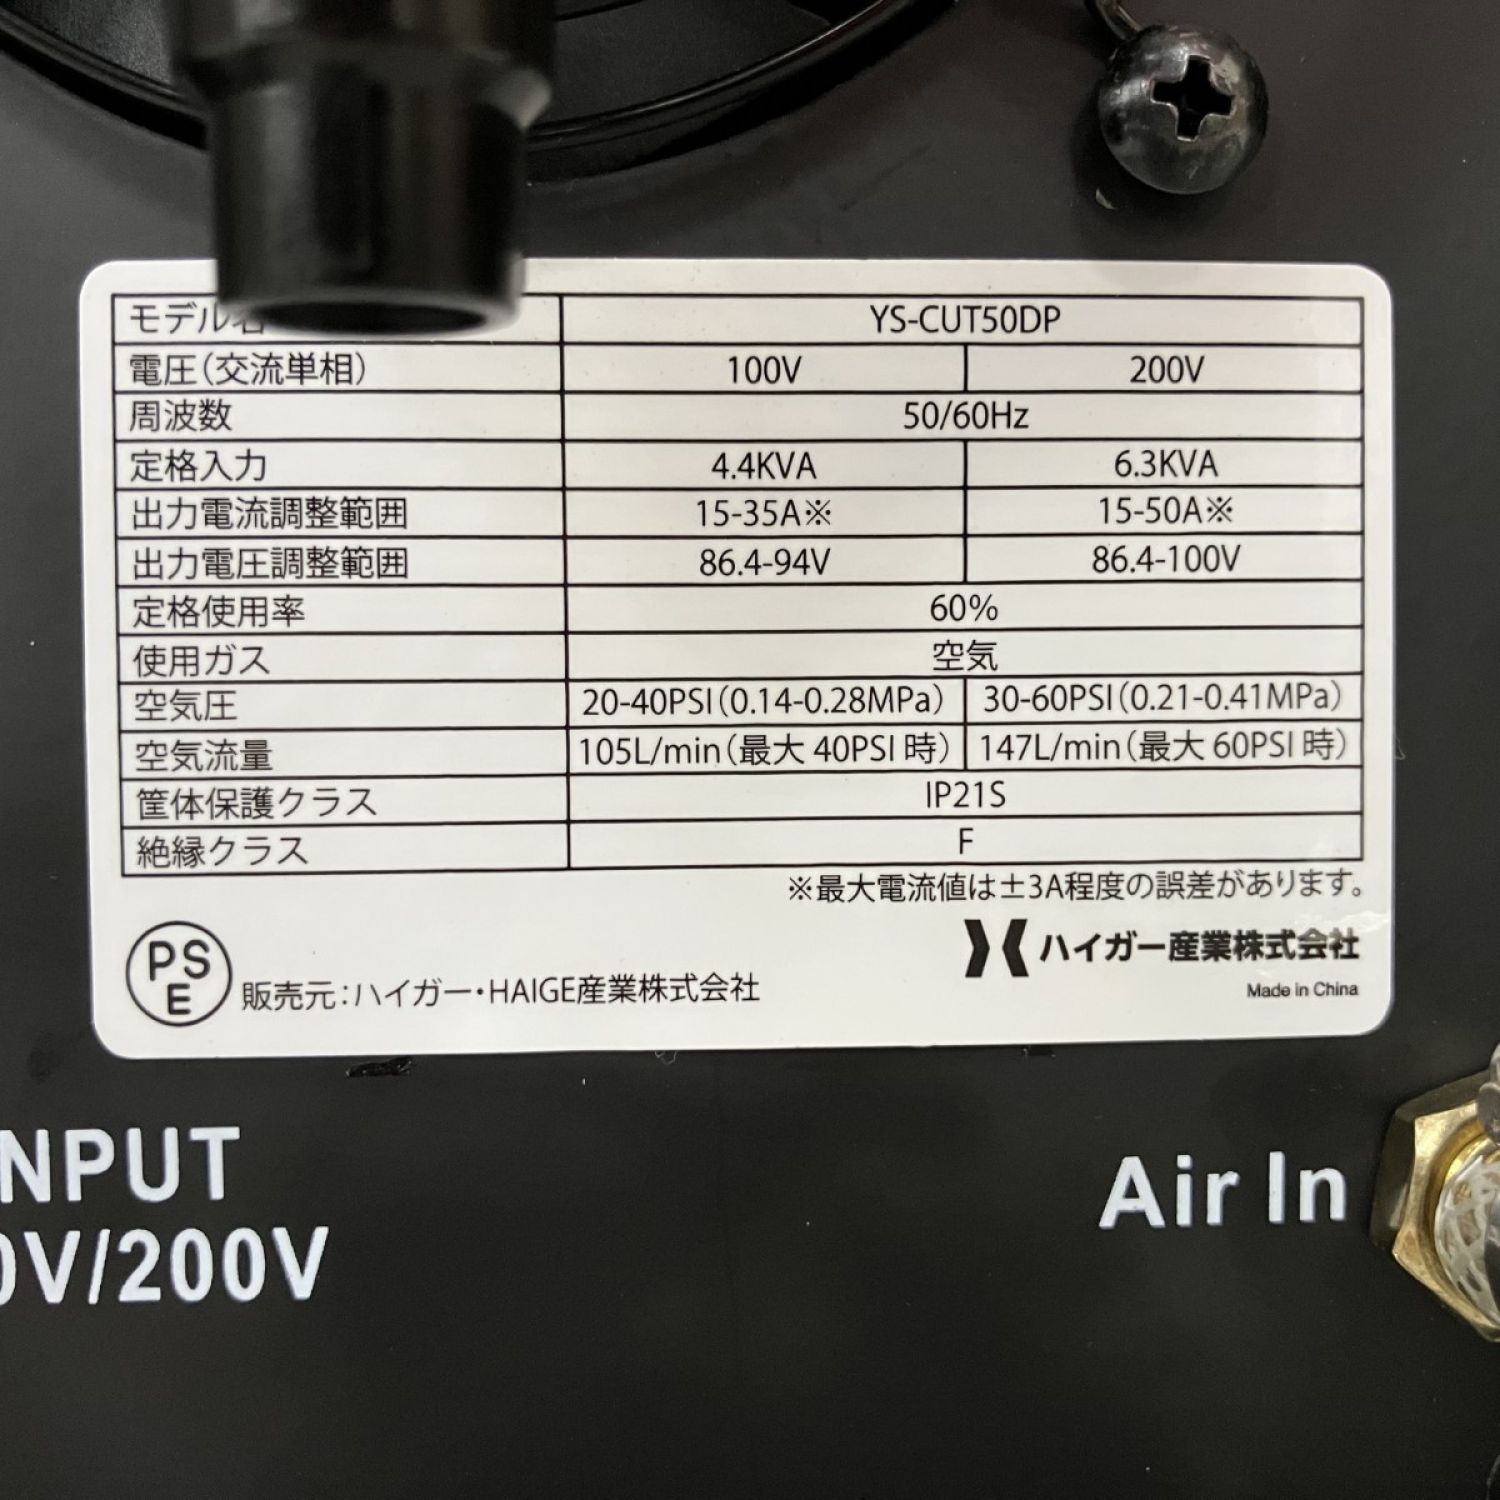 モデル名 YS-CUT50DP
電圧(交流単相) 100V 200V
周波数 50/60Hz
定格入力 4.4KVA 6.3KVA
出力電流調整範囲 15-35A※ 15-50A※
出力電圧調整範囲 86.4-94V 86.4-100V
定格使用率 60%
使用ガス 空気
空気圧 20-40PSI(0.14-0.28MPa) 30-60PSI(0.21-0.41MPa)
空気流量 105L/min(最大 40PSI 時) 147L/min(最大 60PSI 時)
筐体保護クラス IP21S
絶縁クラス F
※最大電流値は±3A程度の誤差があります。
ハイガー産業株式会社
Made in China
PSE 販売元:ハイガー・HAIGE産業株式会社
NPUT
0V/200V
Air In